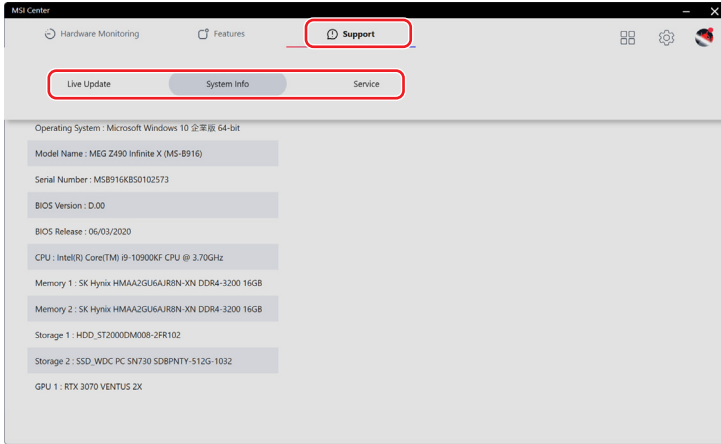 MSI Center
Hardware Monitoring
Features
Support
Live Update
System Info
Service
Operating System : Microsoft Windows 10 企業版 64-bit
Model Name : MEG Z490 Infinite X (MS-B916)
Serial Number : MSB916KBS0102573
BIOS Version : D.00
BIOS Release : 06/03/2020
CPU : Intel(R) Core(TM) i9-10900KF CPU @ 3.70GHz
Memory 1 : SK Hynix HMAA2GU6AJR8N-XN DDR4-3200 16GB
Memory 2 : SK Hynix HMAA2GU6AJR8N-XN DDR4-3200 16GB
Storage 1 : HDD_ST2000DM008-2FR102
Storage 2 : SSD_WDC PC SN730 SDBPNTY-512G-1032
GPU 1 : RTX 3070 VENTUS 2X